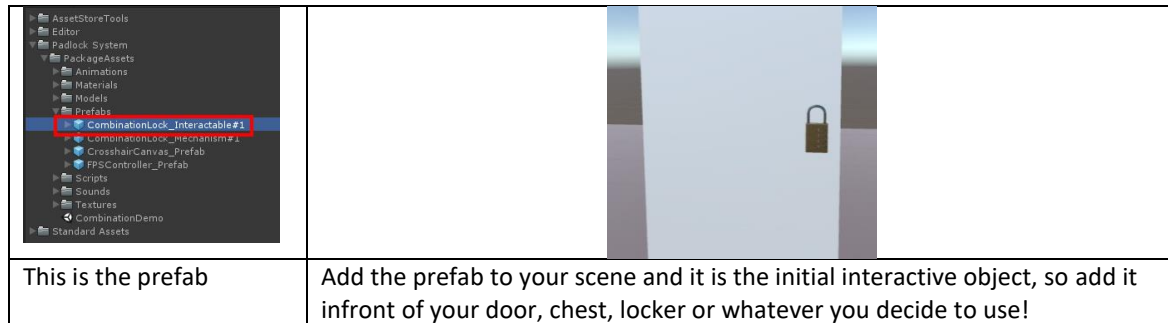 AssetStoreTools
Editor
Padlock System
PackageAssets
Animations
Materials
Models
Prefabs
CombinationLock_Interactable#1
CombinationLock_Mechanism#1
CrosshairCanvas_Prefab
FPSController_Prefab
Scripts
Sounds
Textures
CombinationDemo
Standard Assets
This is the prefab
Add the prefab to your scene and it is the initial interactive object, so add it
infront of your door, chest, locker or whatever you decide to use!